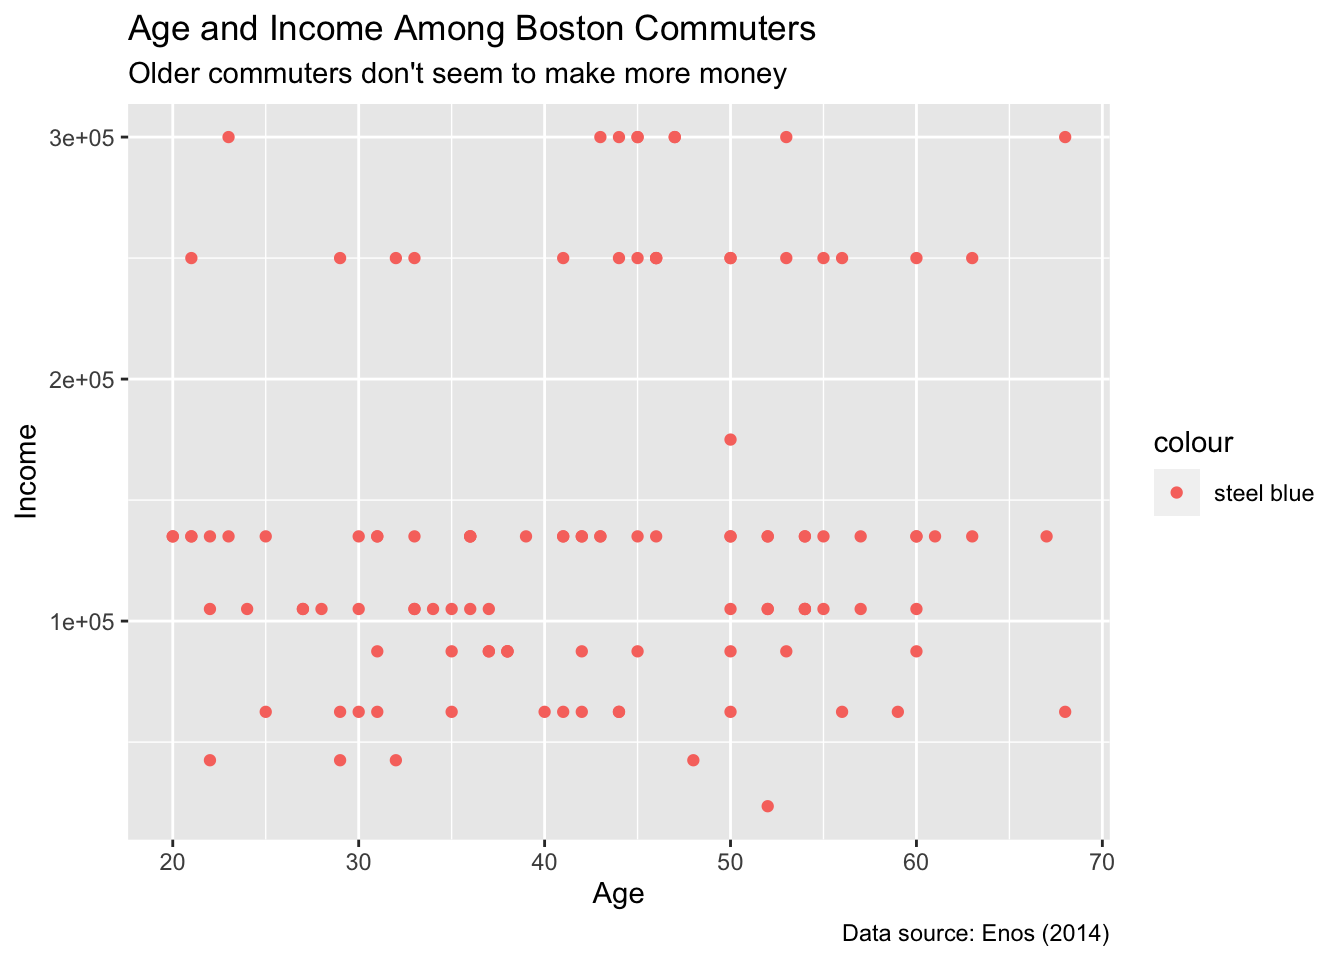 Age and Income Among Boston Commuters
Older commuters don't seem to make more money
3e+05
2e+05
1e+05
Income
20 30 40 50 60 70
Age
colour
steel blue
Data source: Enos (2014)